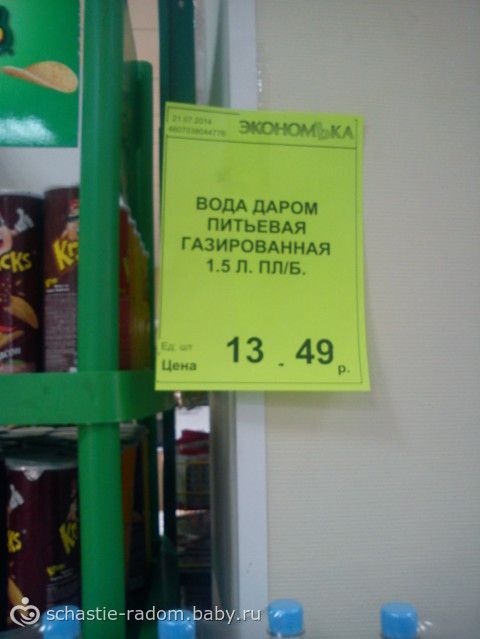 21.07.2014
4607038044776
ЭКОНОМЬКА
ВОДА ДАРОМ
ПИТЬЕВАЯ
ГАЗИРОВАННАЯ
1.5 Л. ПЛ/Б.
Ед. шт
Цена 13 - 49 р.
schastie-radom.baby.ru